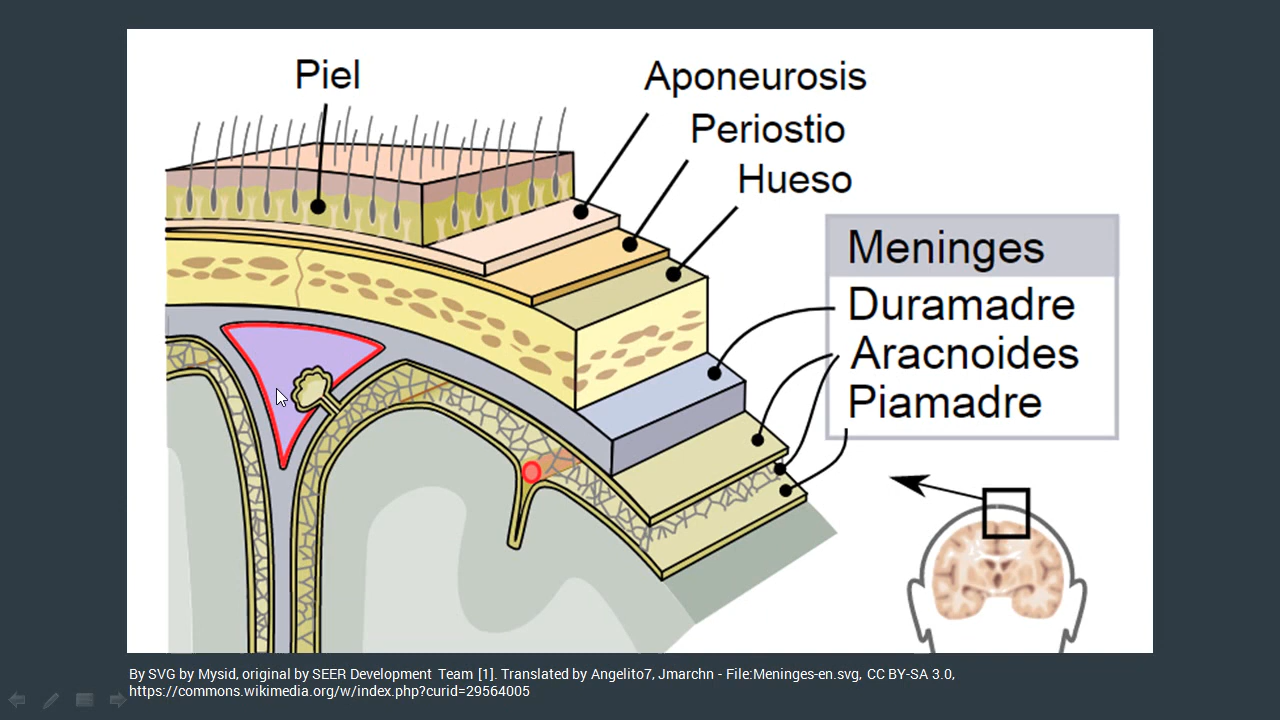 Piel
Aponeurosis
Periostio
Hueso
Meninges
Duramadre
Aracnoides
Piamadre
By SVG by Mysid, original by SEER Development Team [1]. Translated by Angelito7, Jmarchn - File:Meninges-en.svg, CC BY-SA 3.0,
https://commons.wikimedia.org/w/index.php?curid=29564005